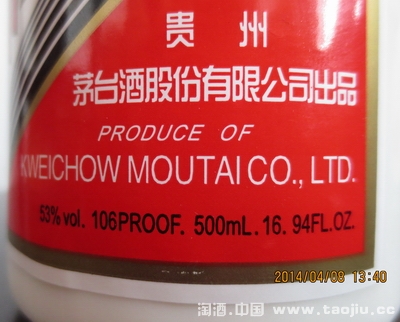 贵 州
茅台酒股份有限公司出品
PRODUCE OF
KWEICHOW MOUTAI CO., LTD.
53% vol. 106PROOF. 500mL. 16. 94FL.OZ.
2014/04/08 13:40
淘酒.中国 www.taojiu.cc